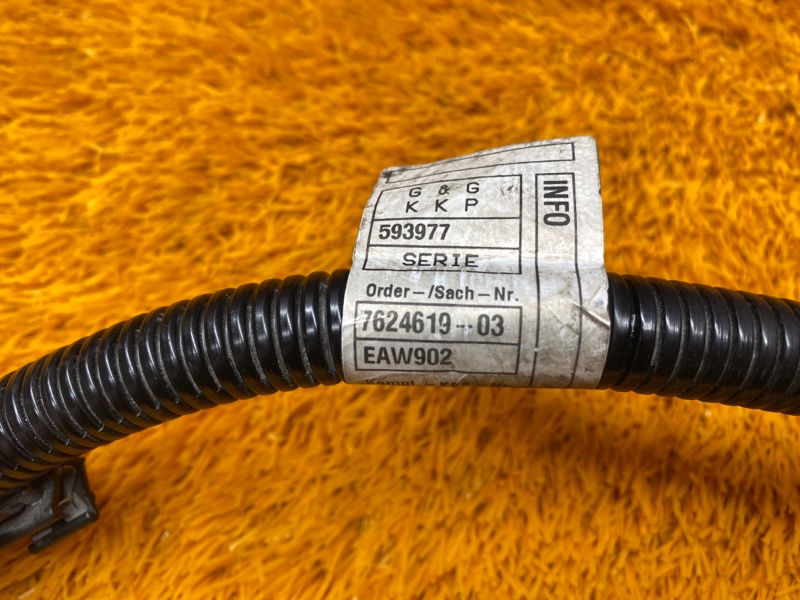 G & G
K K P
593977
SERIE
INFO
Order-/Sach-Nr.
7624619-03
EAW902